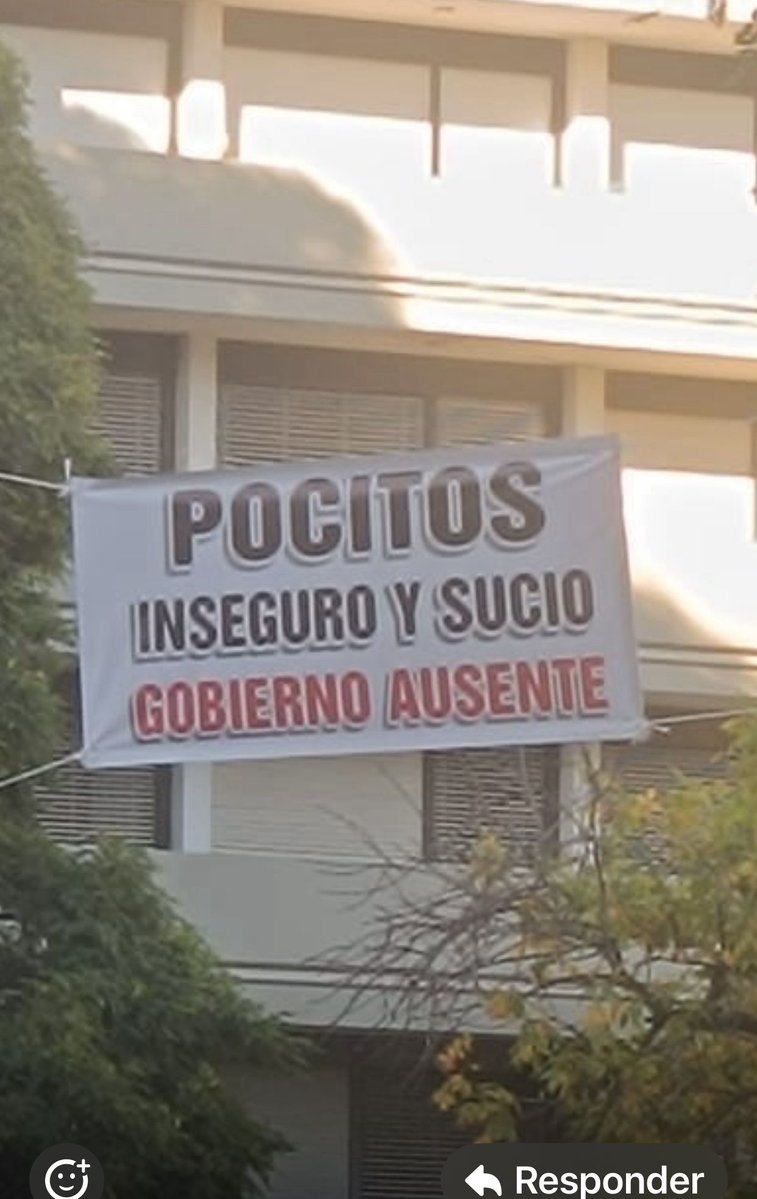 POCITOS
INSEGURO Y SUCIO
GOBIERNO AUSENTE
Responder